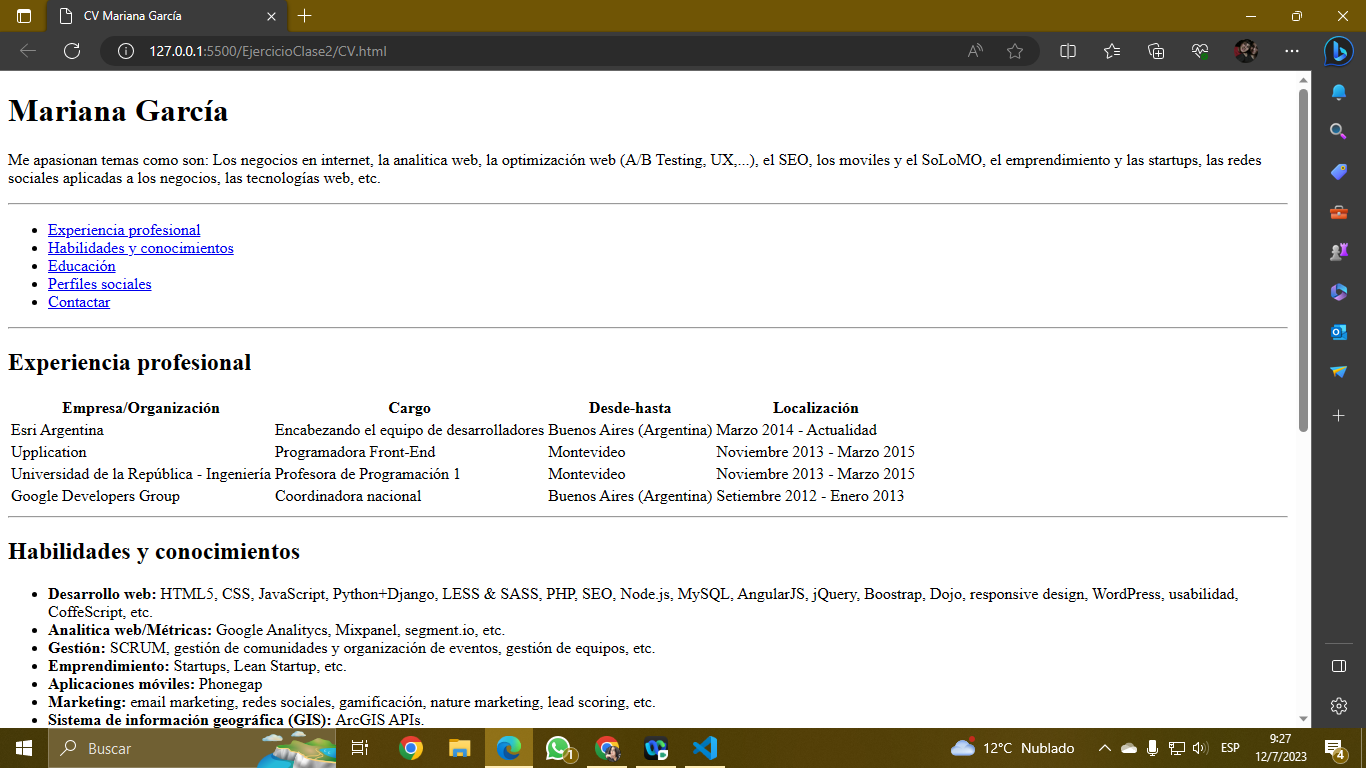 CV Mariana García
127.0.0.1:5500/EjercicioClase2/CV.html
Mariana García
Me apasionan temas como son: Los negocios en internet, la analitica web, la optimización web (A/B Testing, UX,...), el SEO, los moviles y el SoLoMO, el emprendimiento y las startups, las redes
sociales aplicadas a los negocios, las tecnologías web, etc.
Experiencia profesional
Habilidades y conocimientos
Educación
Perfiles sociales
Contactar
Experiencia profesional
Empresa/Organización Cargo Desde-hasta Localización
Esri Argentina Encabezando el equipo de desarrolladores Buenos Aires (Argentina) Marzo 2014 - Actualidad
Upplication Programadora Front-End Montevideo Noviembre 2013 - Marzo 2015
Universidad de la República - Ingeniería Profesora de Programación 1 Montevideo Noviembre 2013 - Marzo 2015
Google Developers Group Coordinadora nacional Buenos Aires (Argentina) Setiembre 2012 - Enero 2013
Habilidades y conocimientos
Desarrollo web: HTML5, CSS, JavaScript, Python+Django, LESS & SASS, PHP, SEO, Node.js, MySQL, AngularJS, jQuery, Boostrap, Dojo, responsive design, WordPress, usabilidad,
CoffeScript, etc.
Analitica web/Métricas: Google Analitycs, Mixpanel, segment.io, etc.
Gestión: SCRUM, gestión de comunidades y organización de eventos, gestión de equipos, etc.
Emprendimiento: Startups, Lean Startup, etc.
Aplicaciones móviles: Phonegap
Marketing: email marketing, redes sociales, gamificación, nature marketing, lead scoring, etc.
Sistema de información geográfica (GIS): ArcGIS APIs.
Buscar
1
12°C Nublado
ESP
9:27
12/7/2023
4